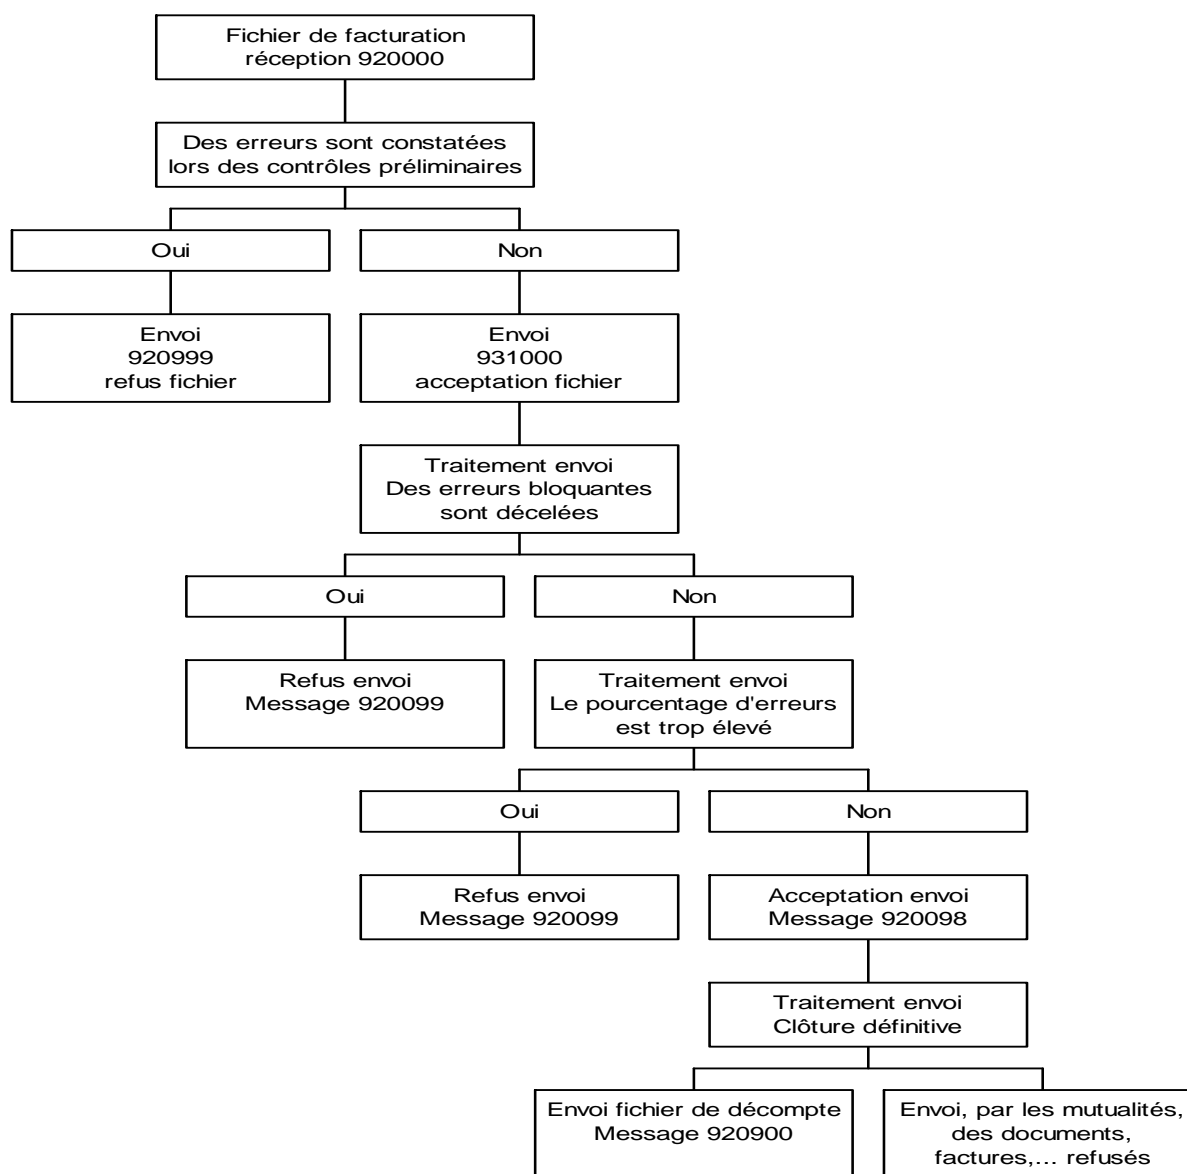 Fichier de facturation
réception 920000
Des erreurs sont constatées
lors des contrôles préliminaires
Oui
Non
Envoi
920999
refus fichier
Envoi
931000
acceptation fichier
Traitement envoi
Des erreurs bloquantes
sont décelées
Oui
Non
Refus envoi
Message 920099
Traitement envoi
Le pourcentage d'erreurs
est trop élevé
Oui
Non
Refus envoi
Message 920099
Acceptation envoi
Message 920098
Traitement envoi
Clôture définitive
Envoi fichier de décompte
Message 920900
Envoi, par les mutualités,
des documents,
factures,... refusés